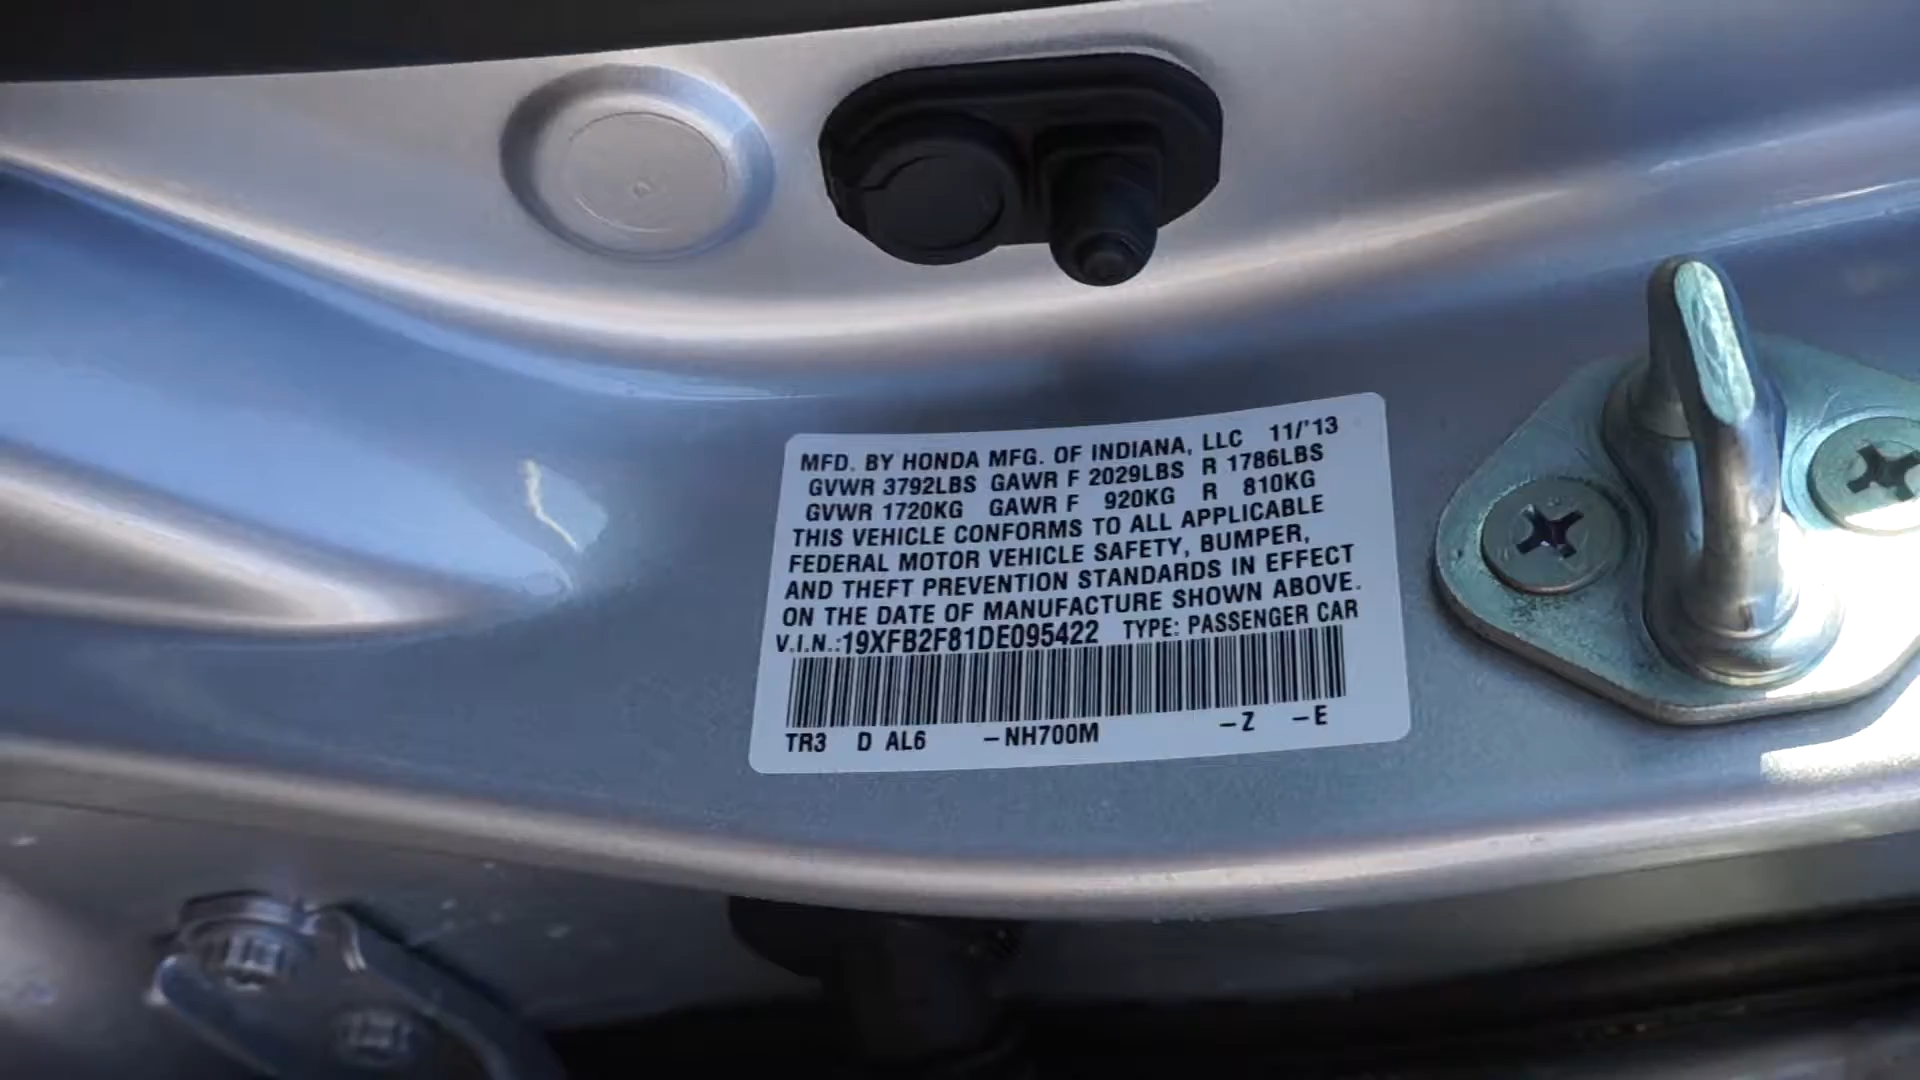 MFD. BY HONDA MFG. OF INDIANA, LLC 11/'13
GVWR 3792LBS GAWR F 2029LBS R 1786LBS
GVWR 1720KG GAWR F 920KG R 810KG
THIS VEHICLE CONFORMS TO ALL APPLICABLE
FEDERAL MOTOR VEHICLE SAFETY, BUMPER,
AND THEFT PREVENTION STANDARDS IN EFFECT
ON THE DATE OF MANUFACTURE SHOWN ABOVE.
V.I.N.:19XFB2F81DE095422 TYPE: PASSENGER CAR
TR3 D AL6 -NH700M -Z -E